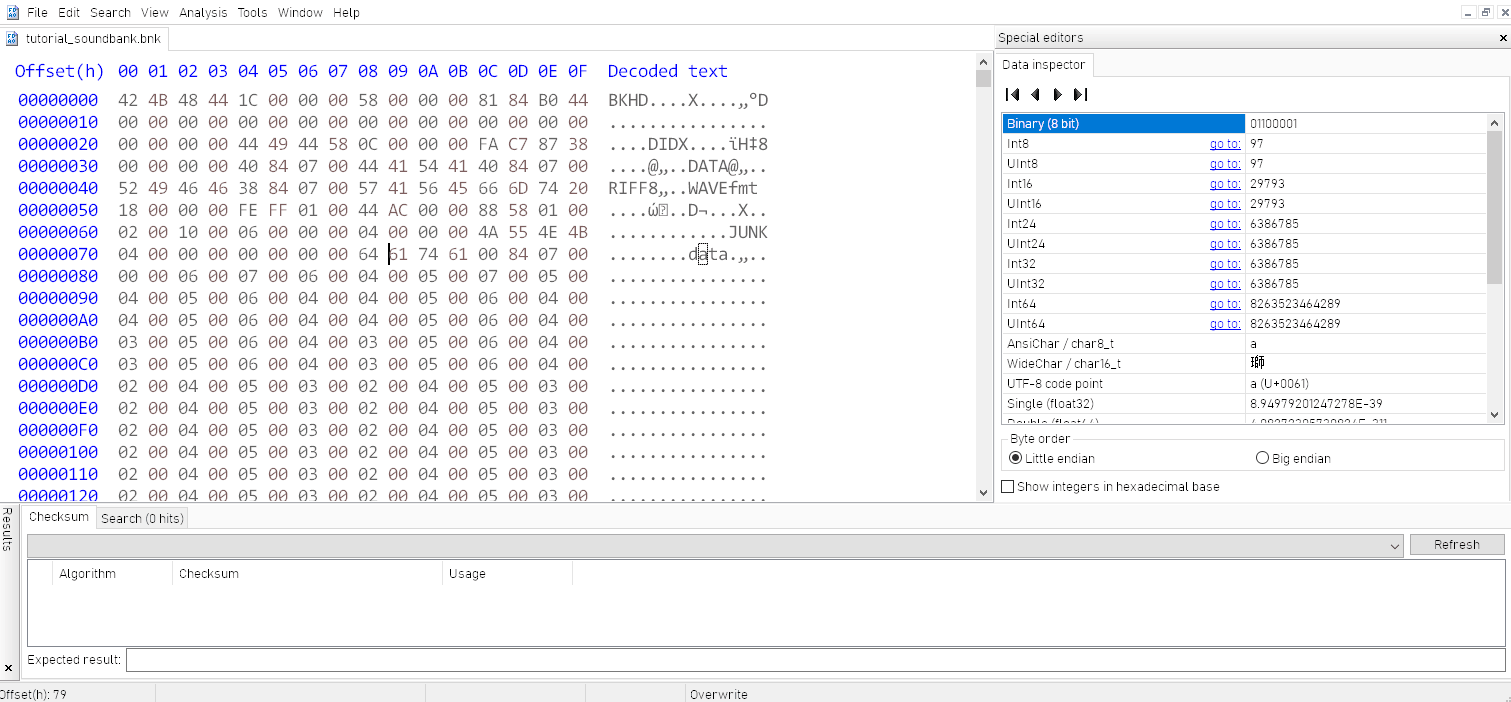 File Edit Search View Analysis Tools Window Help
tutorial_soundbank.bnk
Offset(h) 00 01 02 03 04 05 06 07 08 09 0A 0B 0C 0D 0E 0F Decoded text
00000000 42 4B 48 44 1C 00 00 00 58 00 00 00 81 84 B0 44 BKHD....X....„°D
00000010 00 00 00 00 00 00 00 00 00 00 00 00 00 00 00 00 ................
00000020 00 00 00 00 44 49 44 58 0C 00 00 00 FA C7 87 38 ....DIDX....ϊΗ‡8
00000030 00 00 00 00 40 84 07 00 44 41 54 41 40 84 07 00 ....@„..DATA@„..
00000040 52 49 46 46 38 84 07 00 57 41 56 45 66 6D 74 20 RIFF8„..WAVEfmt
00000050 18 00 00 00 FE FF 01 00 44 AC 00 00 88 58 01 00 ....ώ..D¬...X..
00000060 02 00 10 00 06 00 00 00 04 00 00 00 4A 55 4E 4B ............JUNK
00000070 04 00 00 00 00 00 00 00 64 61 74 61 00 84 07 00 ........data.„..
00000080 00 00 06 00 07 00 06 00 04 00 05 00 07 00 05 00 ................
00000090 04 00 05 00 06 00 04 00 04 00 05 00 06 00 04 00 ................
000000A0 04 00 05 00 06 00 04 00 04 00 05 00 06 00 04 00 ................
000000B0 03 00 05 00 06 00 04 00 03 00 05 00 06 00 04 00 ................
000000C0 03 00 05 00 06 00 04 00 03 00 05 00 06 00 04 00 ................
000000D0 02 00 04 00 05 00 03 00 02 00 04 00 05 00 03 00 ................
000000E0 02 00 04 00 05 00 03 00 02 00 04 00 05 00 03 00 ................
000000F0 02 00 04 00 05 00 03 00 02 00 04 00 05 00 03 00 ................
00000100 02 00 04 00 05 00 03 00 02 00 04 00 05 00 03 00 ................
00000110 02 00 04 00 05 00 03 00 02 00 04 00 05 00 03 00 ................
00000120 02 00 04 00 05 00 03 00 02 00 04 00 05 00 03 00 ................
Special editors
Data inspector
Binary (8 bit) 01100001
Int8 go to: 97
UInt8 go to: 97
Int16 go to: 29793
UInt16 go to: 29793
Int24 go to: 6386785
UInt24 go to: 6386785
Int32 go to: 6386785
UInt32 go to: 6386785
Int64 go to: 8263523464289
UInt64 go to: 8263523464289
AnsiChar / char8_t a
WideChar / char16_t
UTF-8 code point a (U+0061)
Single (float32) 8.94979201247278E-39
Byte order
Little endian Big endian
Show integers in hexadecimal base
Results
Checksum Search (0 hits)
Refresh
Algorithm Checksum Usage
Expected result:
Offset(h): 79 Overwrite